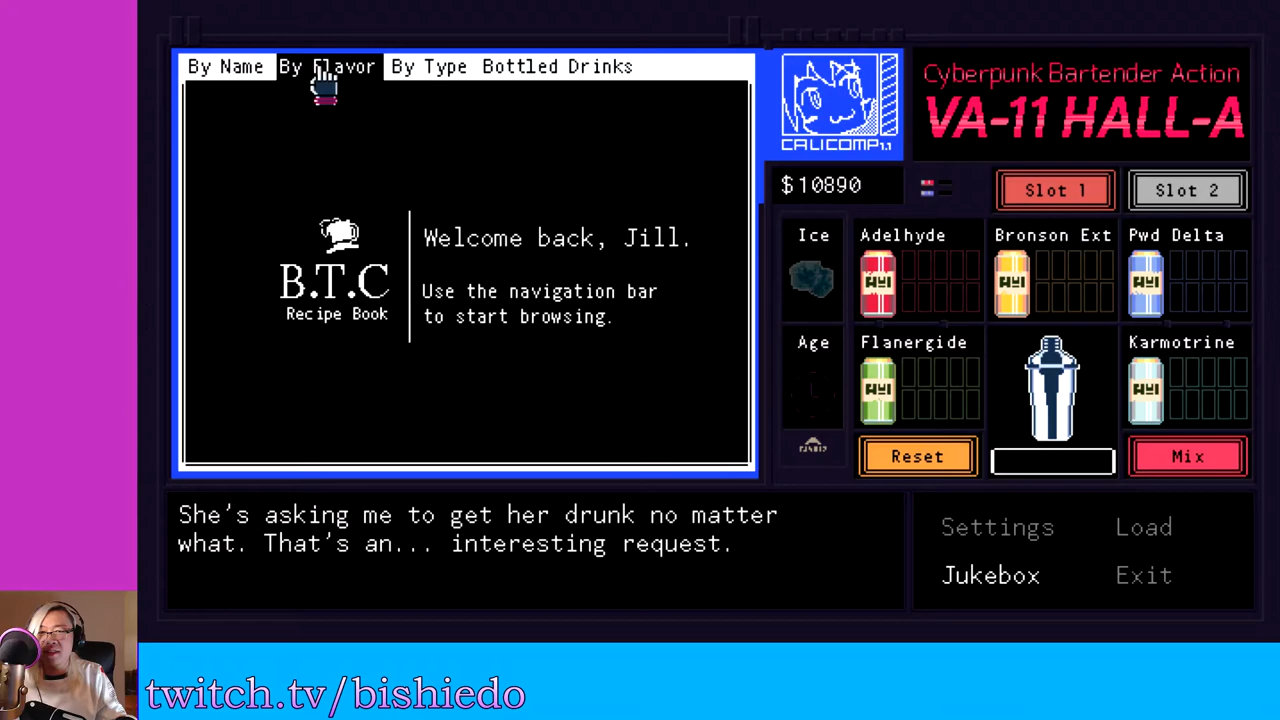 By Name By Flavor By Type Bottled Drinks
CALICOMP1.1
Cyberpunk Bartender Action
VA-11 HALL-A
$10890
Slot 1
Slot 2
B.T.C
Recipe Book
Welcome back, Jill.
Use the navigation bar
to start browsing.
Ice
Adelhyde
Bronson Ext
Pwd Delta
Age
Flanergide
Karmotrine
Reset
Mix
She's asking me to get her drunk no matter
what. That's an... interesting request.
Settings
Load
Jukebox
Exit
twitch.tv/bishiedo